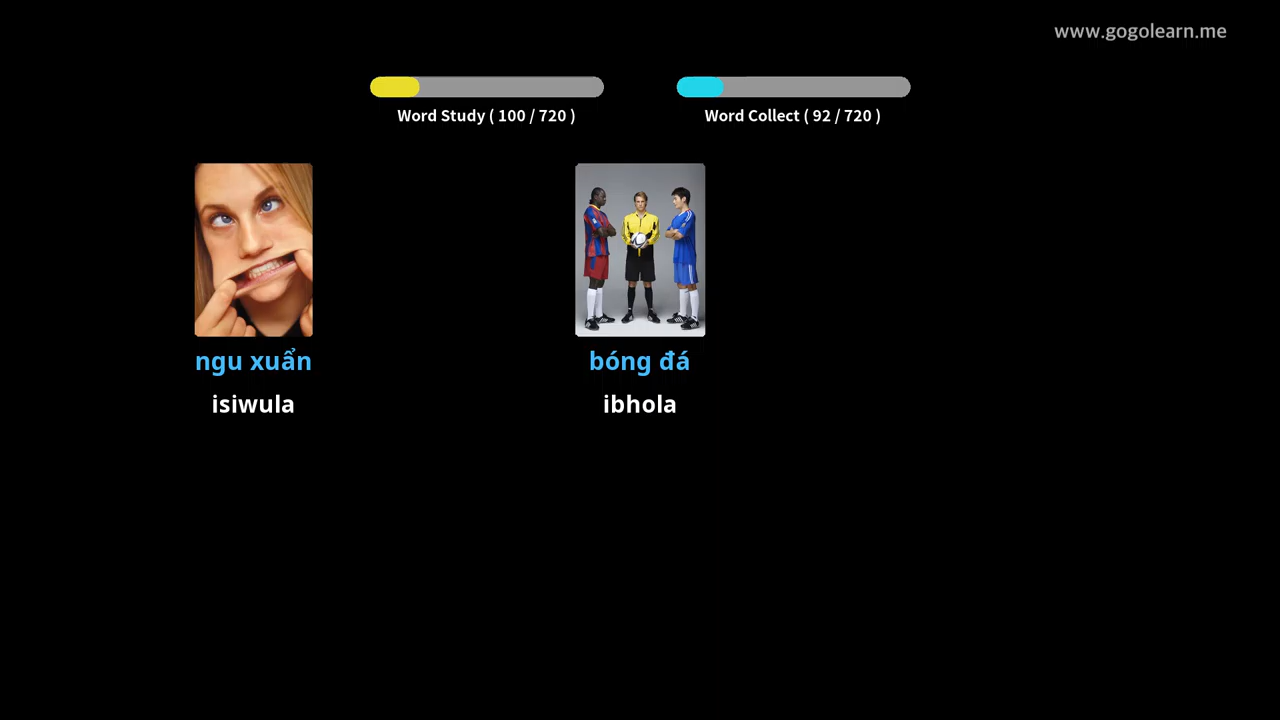 www.gogolearn.me
Word Study ( 100 / 720 )
Word Collect ( 92 / 720 )
ngu xuẩn
bóng đá
isiwula
ibhola